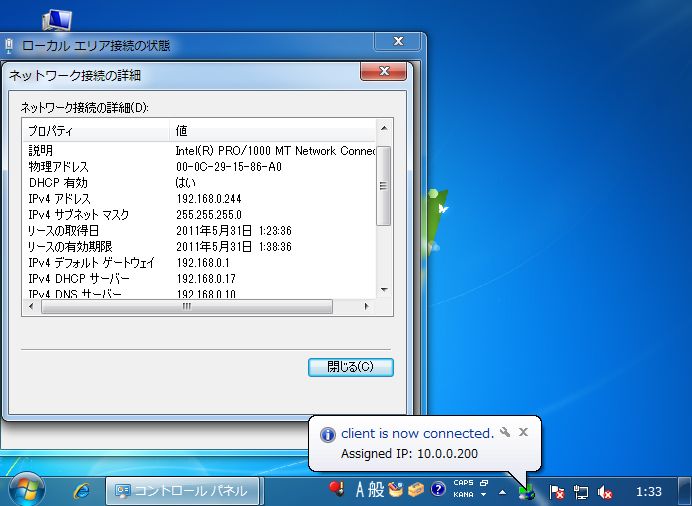 ローカル エリア接続の状態
ネットワーク接続の詳細
ネットワーク接続の詳細(D):
プロパティ 値
説明 Intel(R) PRO/1000 MT Network Connec
物理アドレス 00-0C-29-15-86-A0
DHCP 有効 はい
IPv4 アドレス 192.168.0.244
IPv4 サブネット マスク 255.255.255.0
リースの取得日 2011年5月31日 1:23:36
リースの有効期限 2011年5月31日 1:38:36
IPv4 デフォルト ゲートウェイ 192.168.0.1
IPv4 DHCP サーバー 192.168.0.17
IPv4 DNS サーバー 192.168.0.10
閉じる(C)
client is now connected.
Assigned IP: 10.0.0.200
コントロール パネル
A 般
CAPS
KANA
1:33